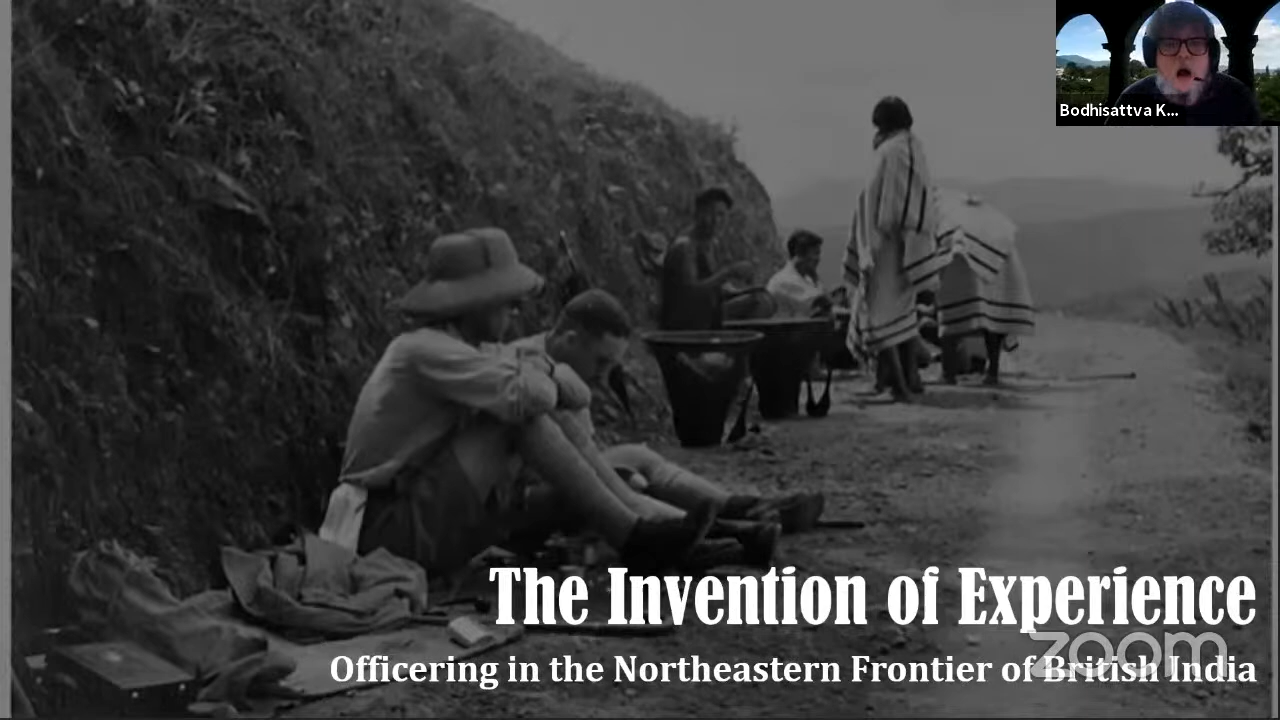 Bodhisattva K...
The Invention of Experience
zoom
Officering in the Northeastern Frontier of British India